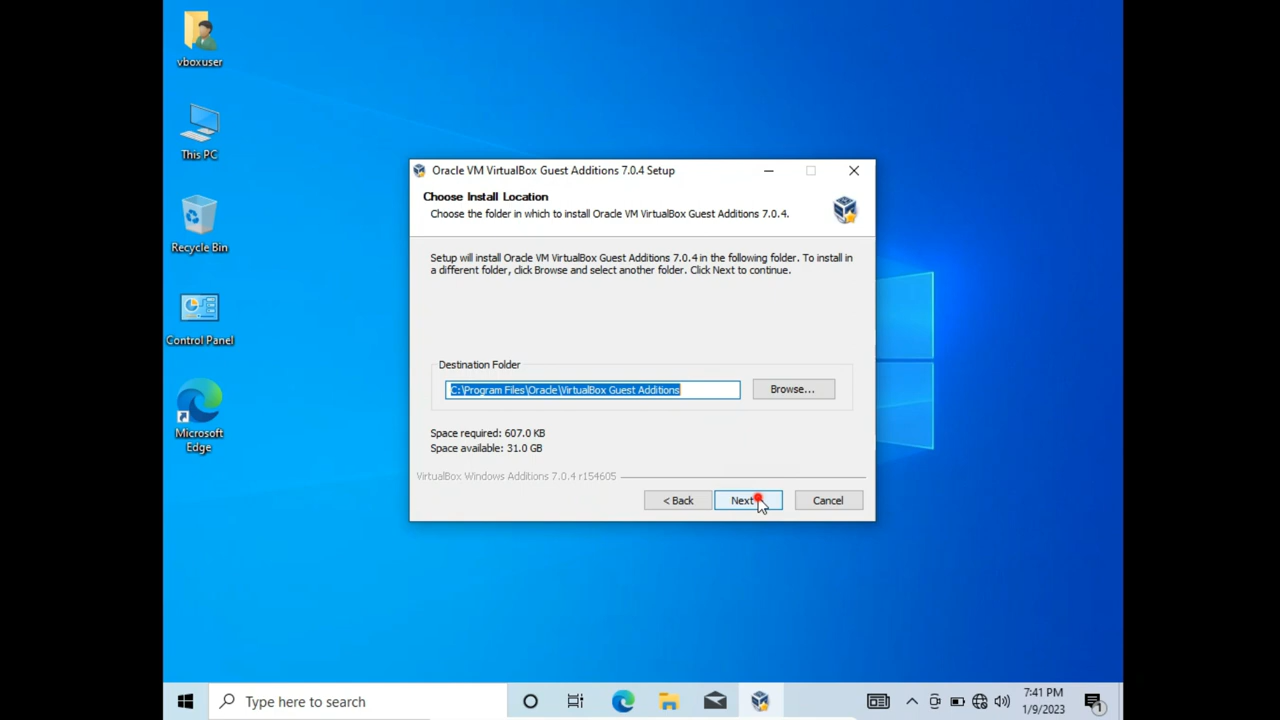 vboxuser
This PC
Recycle Bin
Control Panel
Microsoft
Edge
Oracle VM VirtualBox Guest Additions 7.0.4 Setup
Choose Install Location
Choose the folder in which to install Oracle VM VirtualBox Guest Additions 7.0.4.
Setup will install Oracle VM VirtualBox Guest Additions 7.0.4 in the following folder. To install in
a different folder, click Browse and select another folder. Click Next to continue.
Destination Folder
C:\Program Files\Oracle\VirtualBox Guest Additions
Browse...
Space required: 607.0 KB
Space available: 31.0 GB
VirtualBox Windows Additions 7.0.4 r154605
< Back
Next
Cancel
Type here to search
7:41 PM
1/9/2023
1